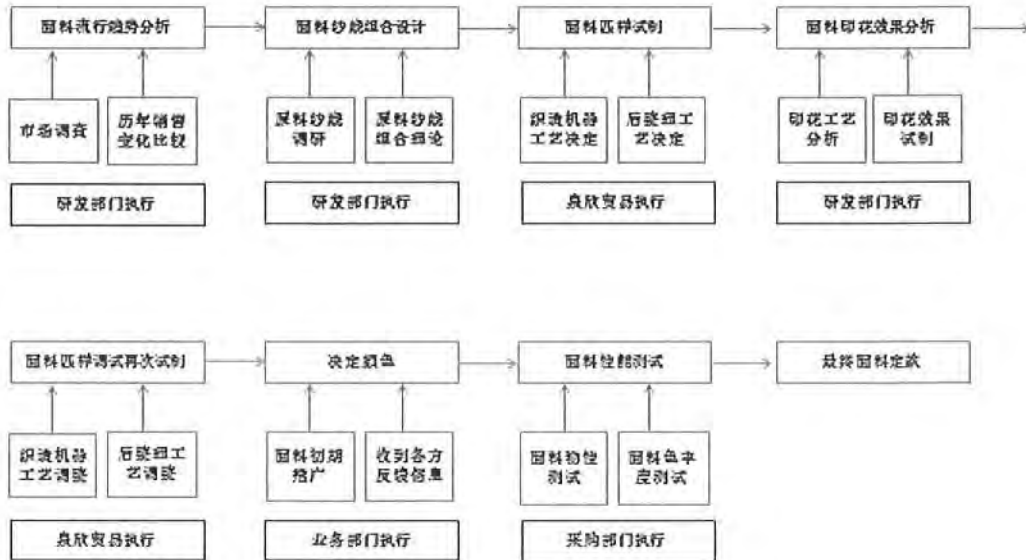 面料流行趋势分析
面料纱线组合设计
面料匹样试制
面料印花效果分析
市场调查
历年销售
变化比较
原料纱线
调研
原料纱线
组合
织造机器
工艺决定
后整理工
艺决定
印花工艺
分析
印花效果
试制
研发部门执行
研发部门执行
贸易执行
研发部门执行
面料匹样调试再次试制
决定颜色
面料性能测试
最终面料定款
织造机器
工艺调整
后整理工
艺调整
面料初期
推广
收到各方
反馈信息
面料物性
测试
面料色牢
度测试
贸易执行
业务部门执行
采购部门执行